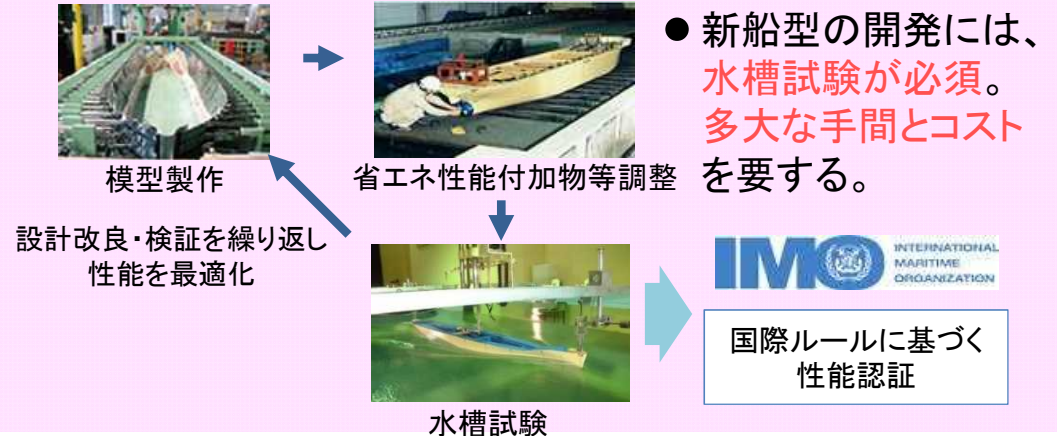 ● 新船型の開発には、
水槽試験が必須。
多大な手間とコスト
を要する。
模型製作
省エネ性能付加物等調整
設計改良・検証を繰り返し
性能を最適化
水槽試験
IMO
INTERNATIONAL
MARITIME
ORGANIZATION
国際ルールに基づく
性能認証